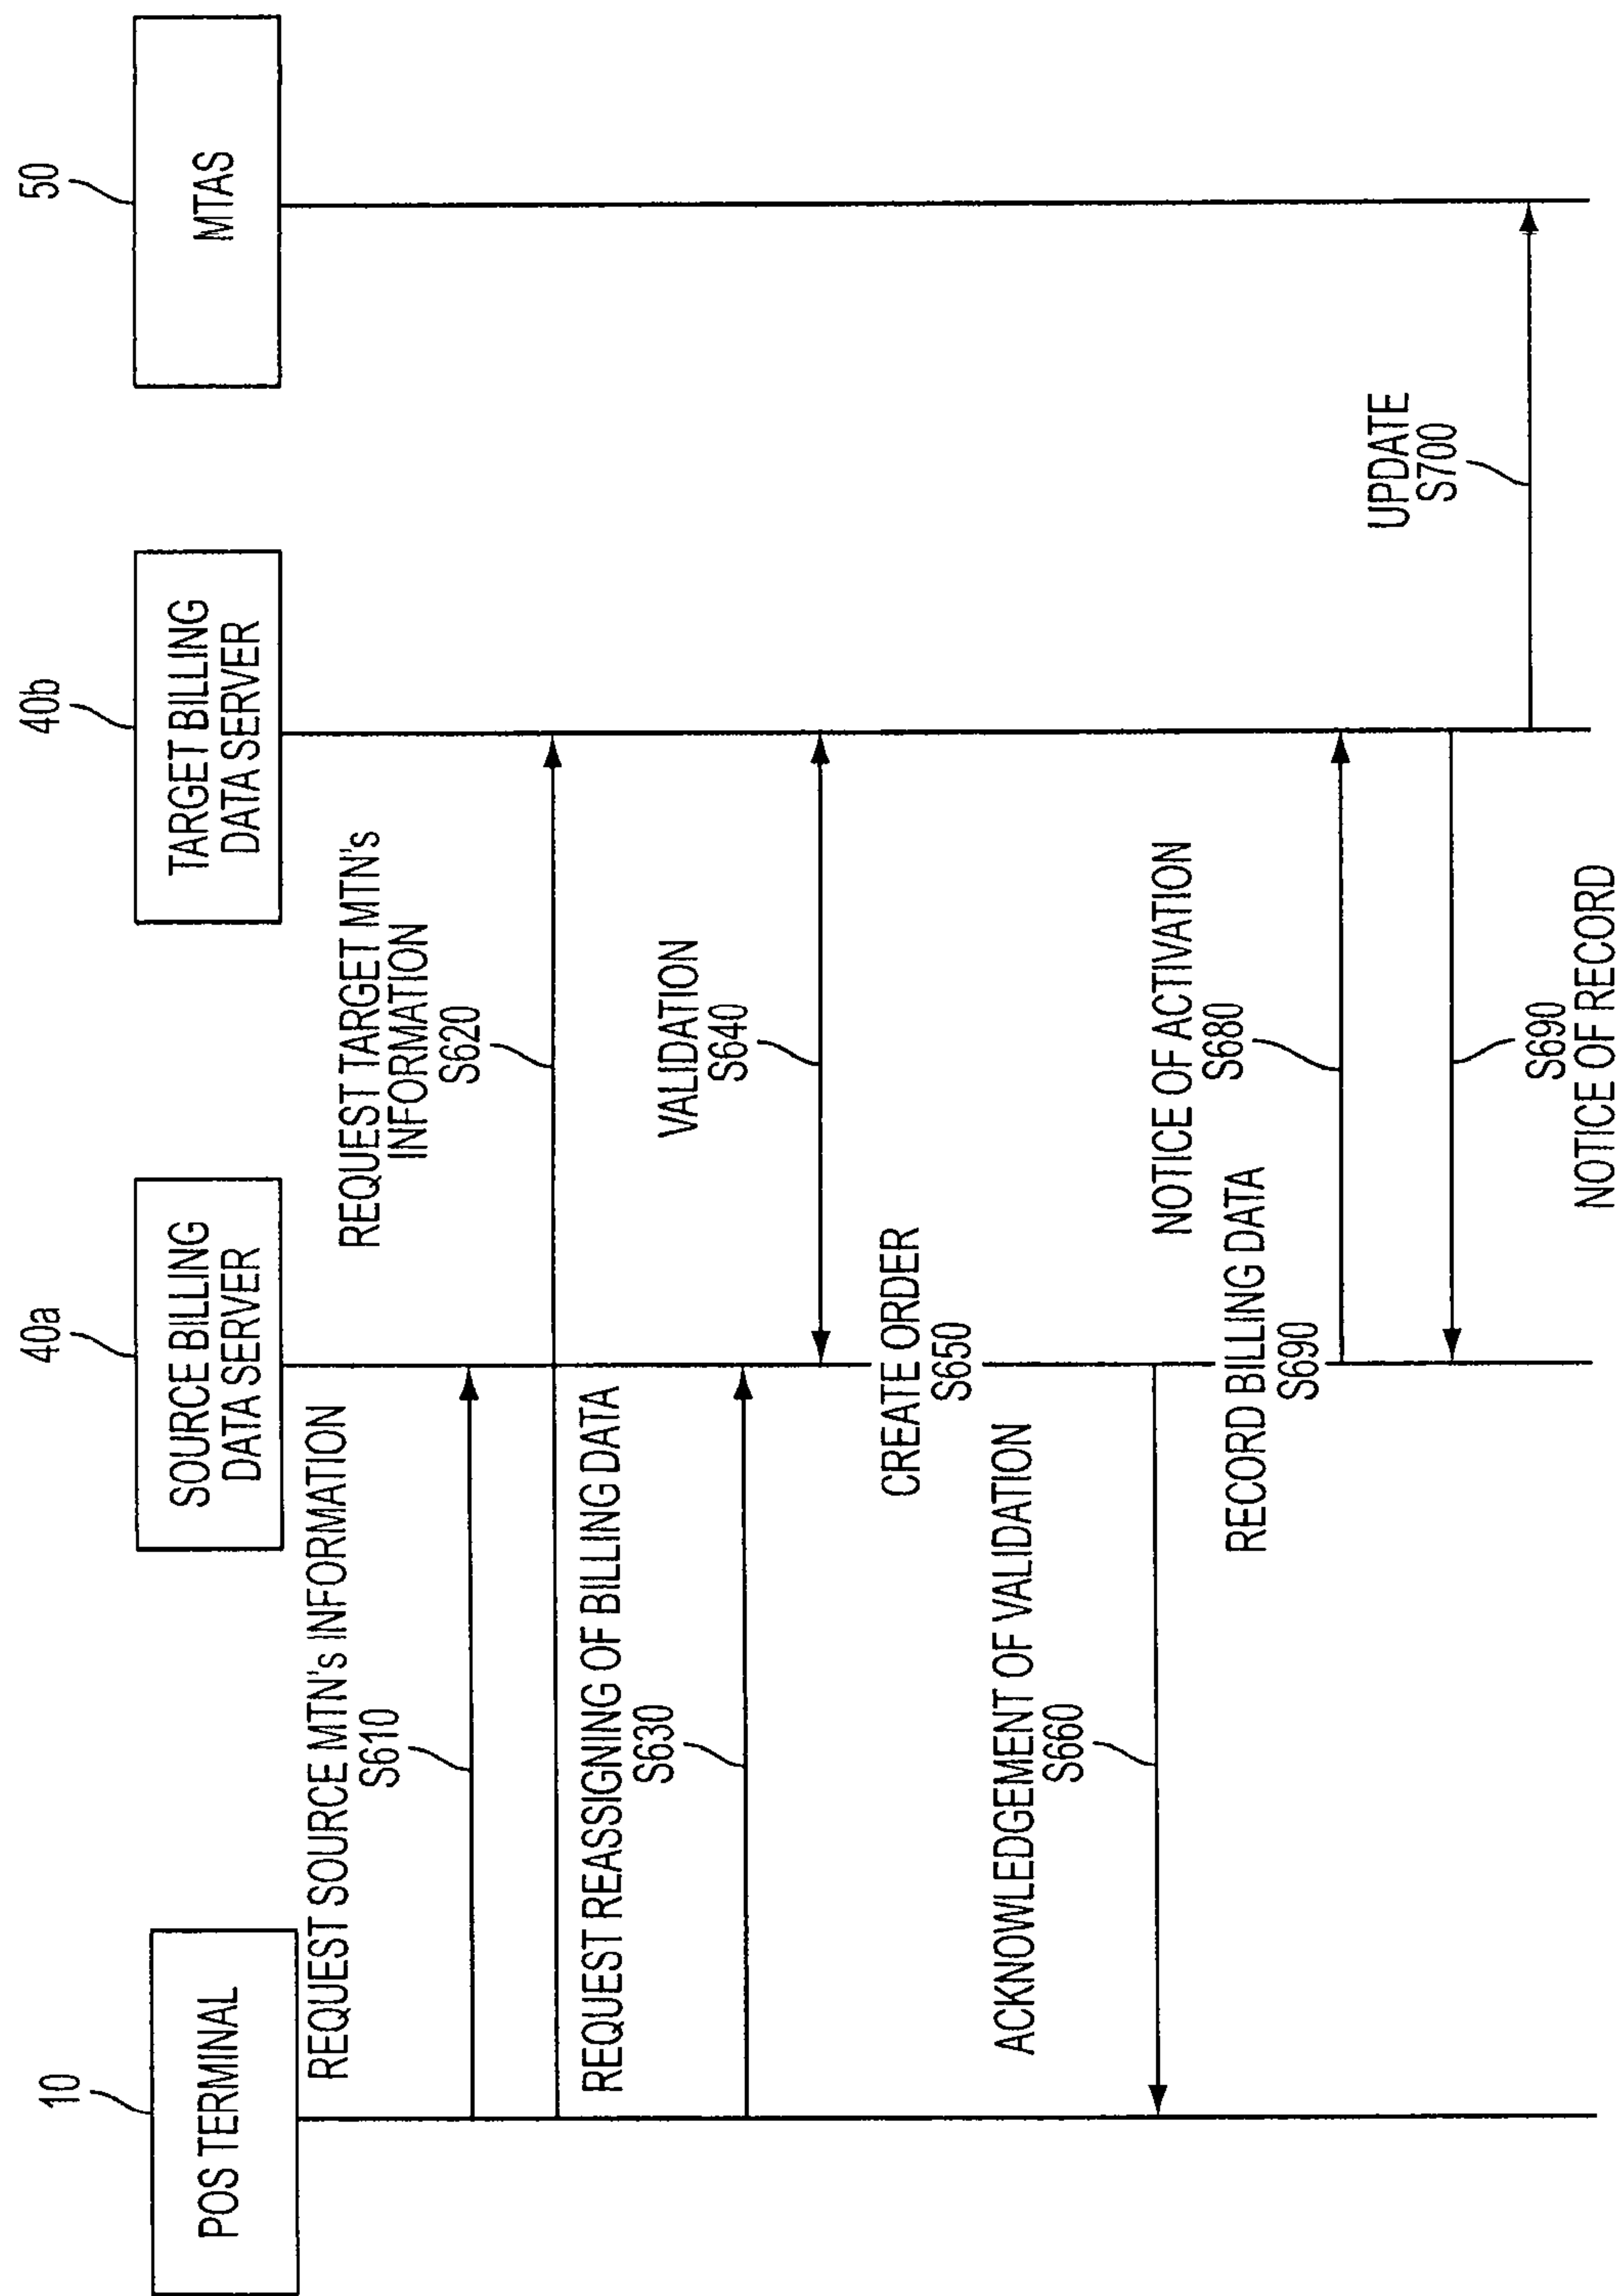 10
POS TERMINAL
40a
SOURCE BILLING
DATA SERVER
40b
TARGET BILLING
DATA SERVER
50
MTAS
REQUEST SOURCE MTN's INFORMATION
S610
REQUEST TARGET MTN's
INFORMATION
S620
REQUEST REASSIGNING OF BILLING DATA
S630
VALIDATION
S640
CREATE ORDER
S650
ACKNOWLEDGEMENT OF VALIDATION
S660
NOTICE OF ACTIVATION
S680
RECORD BILLING DATA
S690
UPDATE
S700
S690
NOTICE OF RECORD